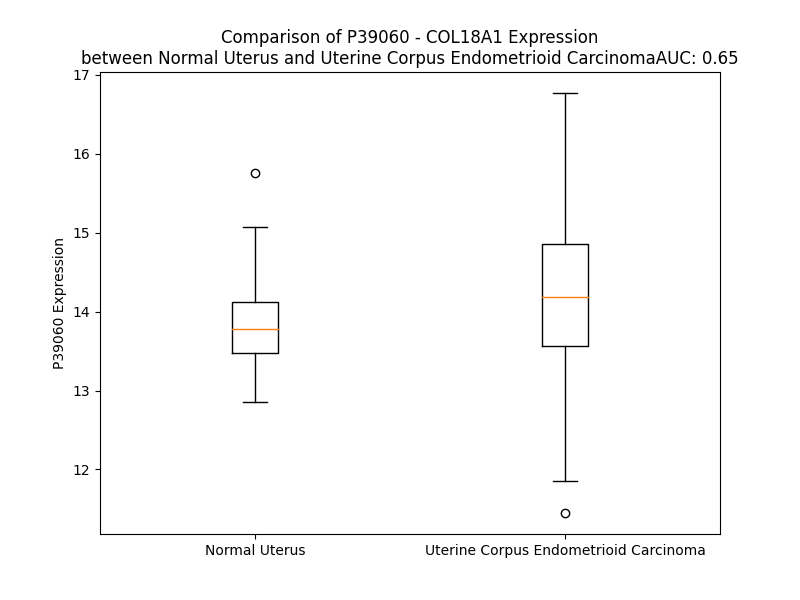 Comparison of P39060 - COL18A1 Expression
between Normal Uterus and Uterine Corpus Endometrioid CarcinomaAUC: 0.65
17
16
15
14
13
12
P39060 Expression
Normal Uterus
Uterine Corpus Endometrioid Carcinoma